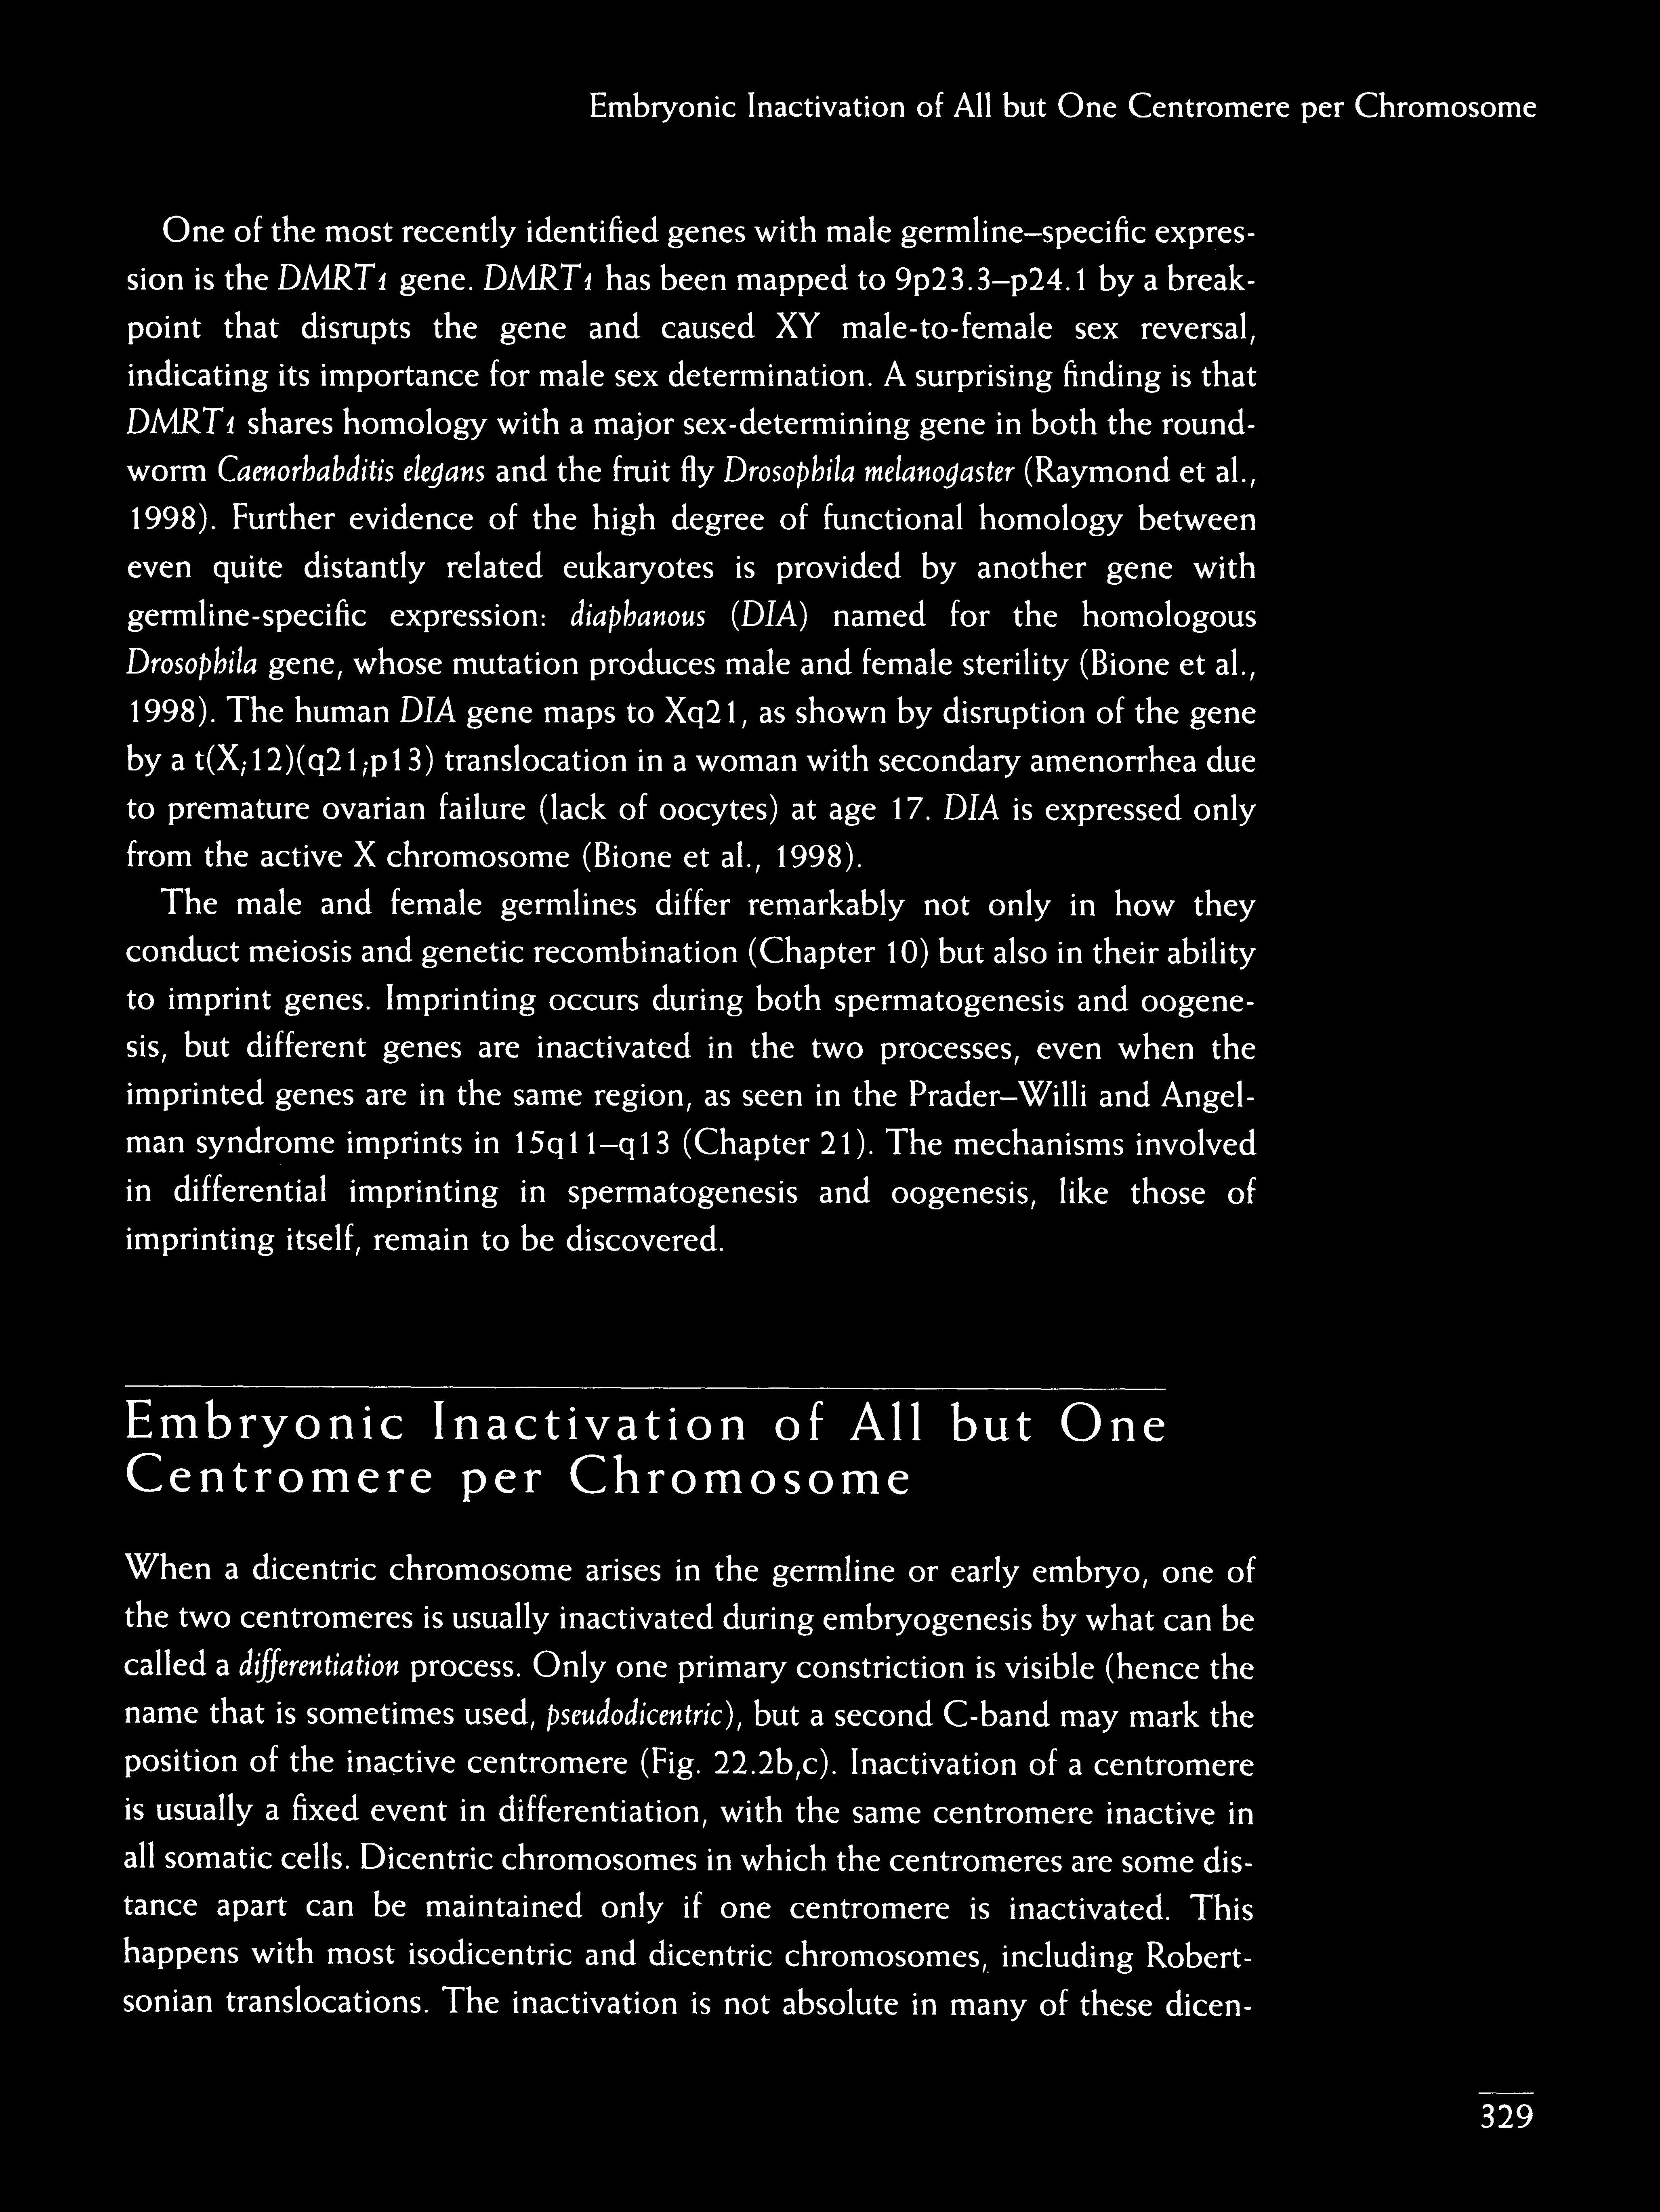 Embryonic Inactivation of All but One Centromere per Chromosome
One of the most recently identified genes with male germline–specific expres-
sion is the DMRT1 gene. DMRT1 has been mapped to 9p23.3–p24.1 by a break-
point that disrupts the gene and caused XY male-to-female sex reversal,
indicating its importance for male sex determination. A surprising finding is that
DMRT1 shares homology with a major sex-determining gene in both the round-
worm Caenorhabditis elegans and the fruit fly Drosophila melanogaster (Raymond et al.,
1998). Further evidence of the high degree of functional homology between
even quite distantly related eukaryotes is provided by another gene with
germline-specific expression: diaphanous (DIA) named for the homologous
Drosophila gene, whose mutation produces male and female sterility (Bione et al.,
1998). The human DIA gene maps to Xq21, as shown by disruption of the gene
by a t(X;12)(q21;p13) translocation in a woman with secondary amenorrhea due
to premature ovarian failure (lack of oocytes) at age 17. DIA is expressed only
from the active X chromosome (Bione et al., 1998).
The male and female germlines differ remarkably not only in how they
conduct meiosis and genetic recombination (Chapter 10) but also in their ability
to imprint genes. Imprinting occurs during both spermatogenesis and oogene-
sis, but different genes are inactivated in the two processes, even when the
imprinted genes are in the same region, as seen in the Prader–Willi and Angel-
man syndrome imprints in 15q11–q13 (Chapter 21). The mechanisms involved
in differential imprinting in spermatogenesis and oogenesis, like those of
imprinting itself, remain to be discovered.
Embryonic Inactivation of All but One
Centromere per Chromosome
When a dicentric chromosome arises in the germline or early embryo, one of
the two centromeres is usually inactivated during embryogenesis by what can be
called a differentiation process. Only one primary constriction is visible (hence the
name that is sometimes used, pseudodicentric), but a second C-band may mark the
position of the inactive centromere (Fig. 22.2b,c). Inactivation of a centromere
is usually a fixed event in differentiation, with the same centromere inactive in
all somatic cells. Dicentric chromosomes in which the centromeres are some dis-
tance apart can be maintained only if one centromere is inactivated. This
happens with most isodicentric and dicentric chromosomes, including Robert-
sonian translocations. The inactivation is not absolute in many of these dicen-
329